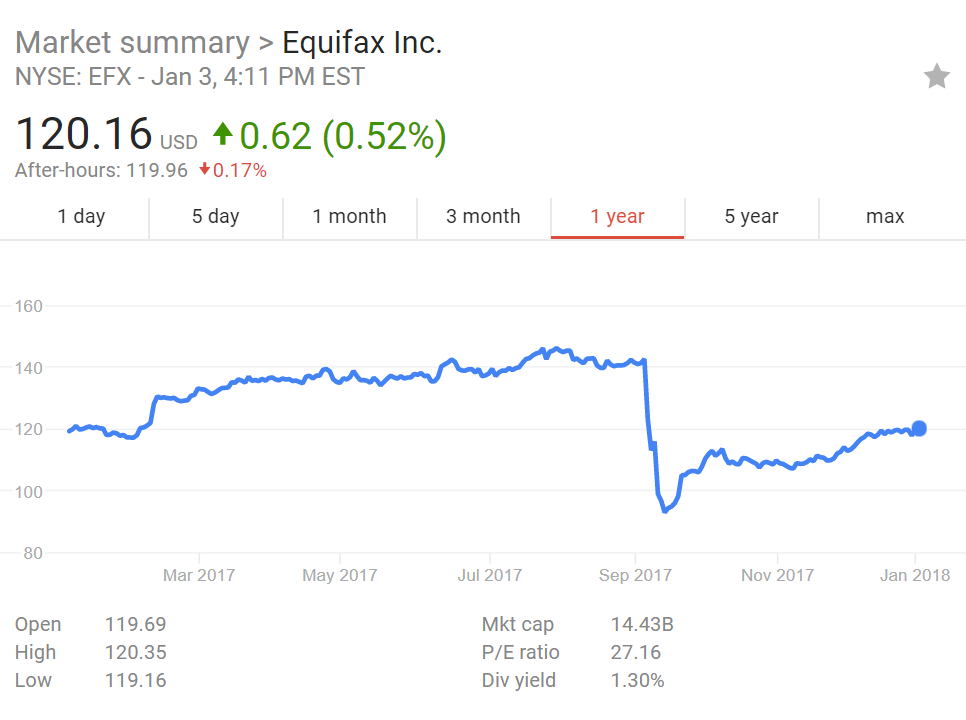 Market summary > Equifax Inc.
NYSE: EFX - Jan 3, 4:11 PM EST
120.16 USD 0.62 (0.52%)
After-hours: 119.96 0.17%
1 day 5 day 1 month 3 month 1 year 5 year max
160
140
120
100
80
Mar 2017 May 2017 Jul 2017 Sep 2017 Nov 2017 Jan 2018
Open 119.69 Mkt cap 14.43B
High 120.35 P/E ratio 27.16
Low 119.16 Div yield 1.30%